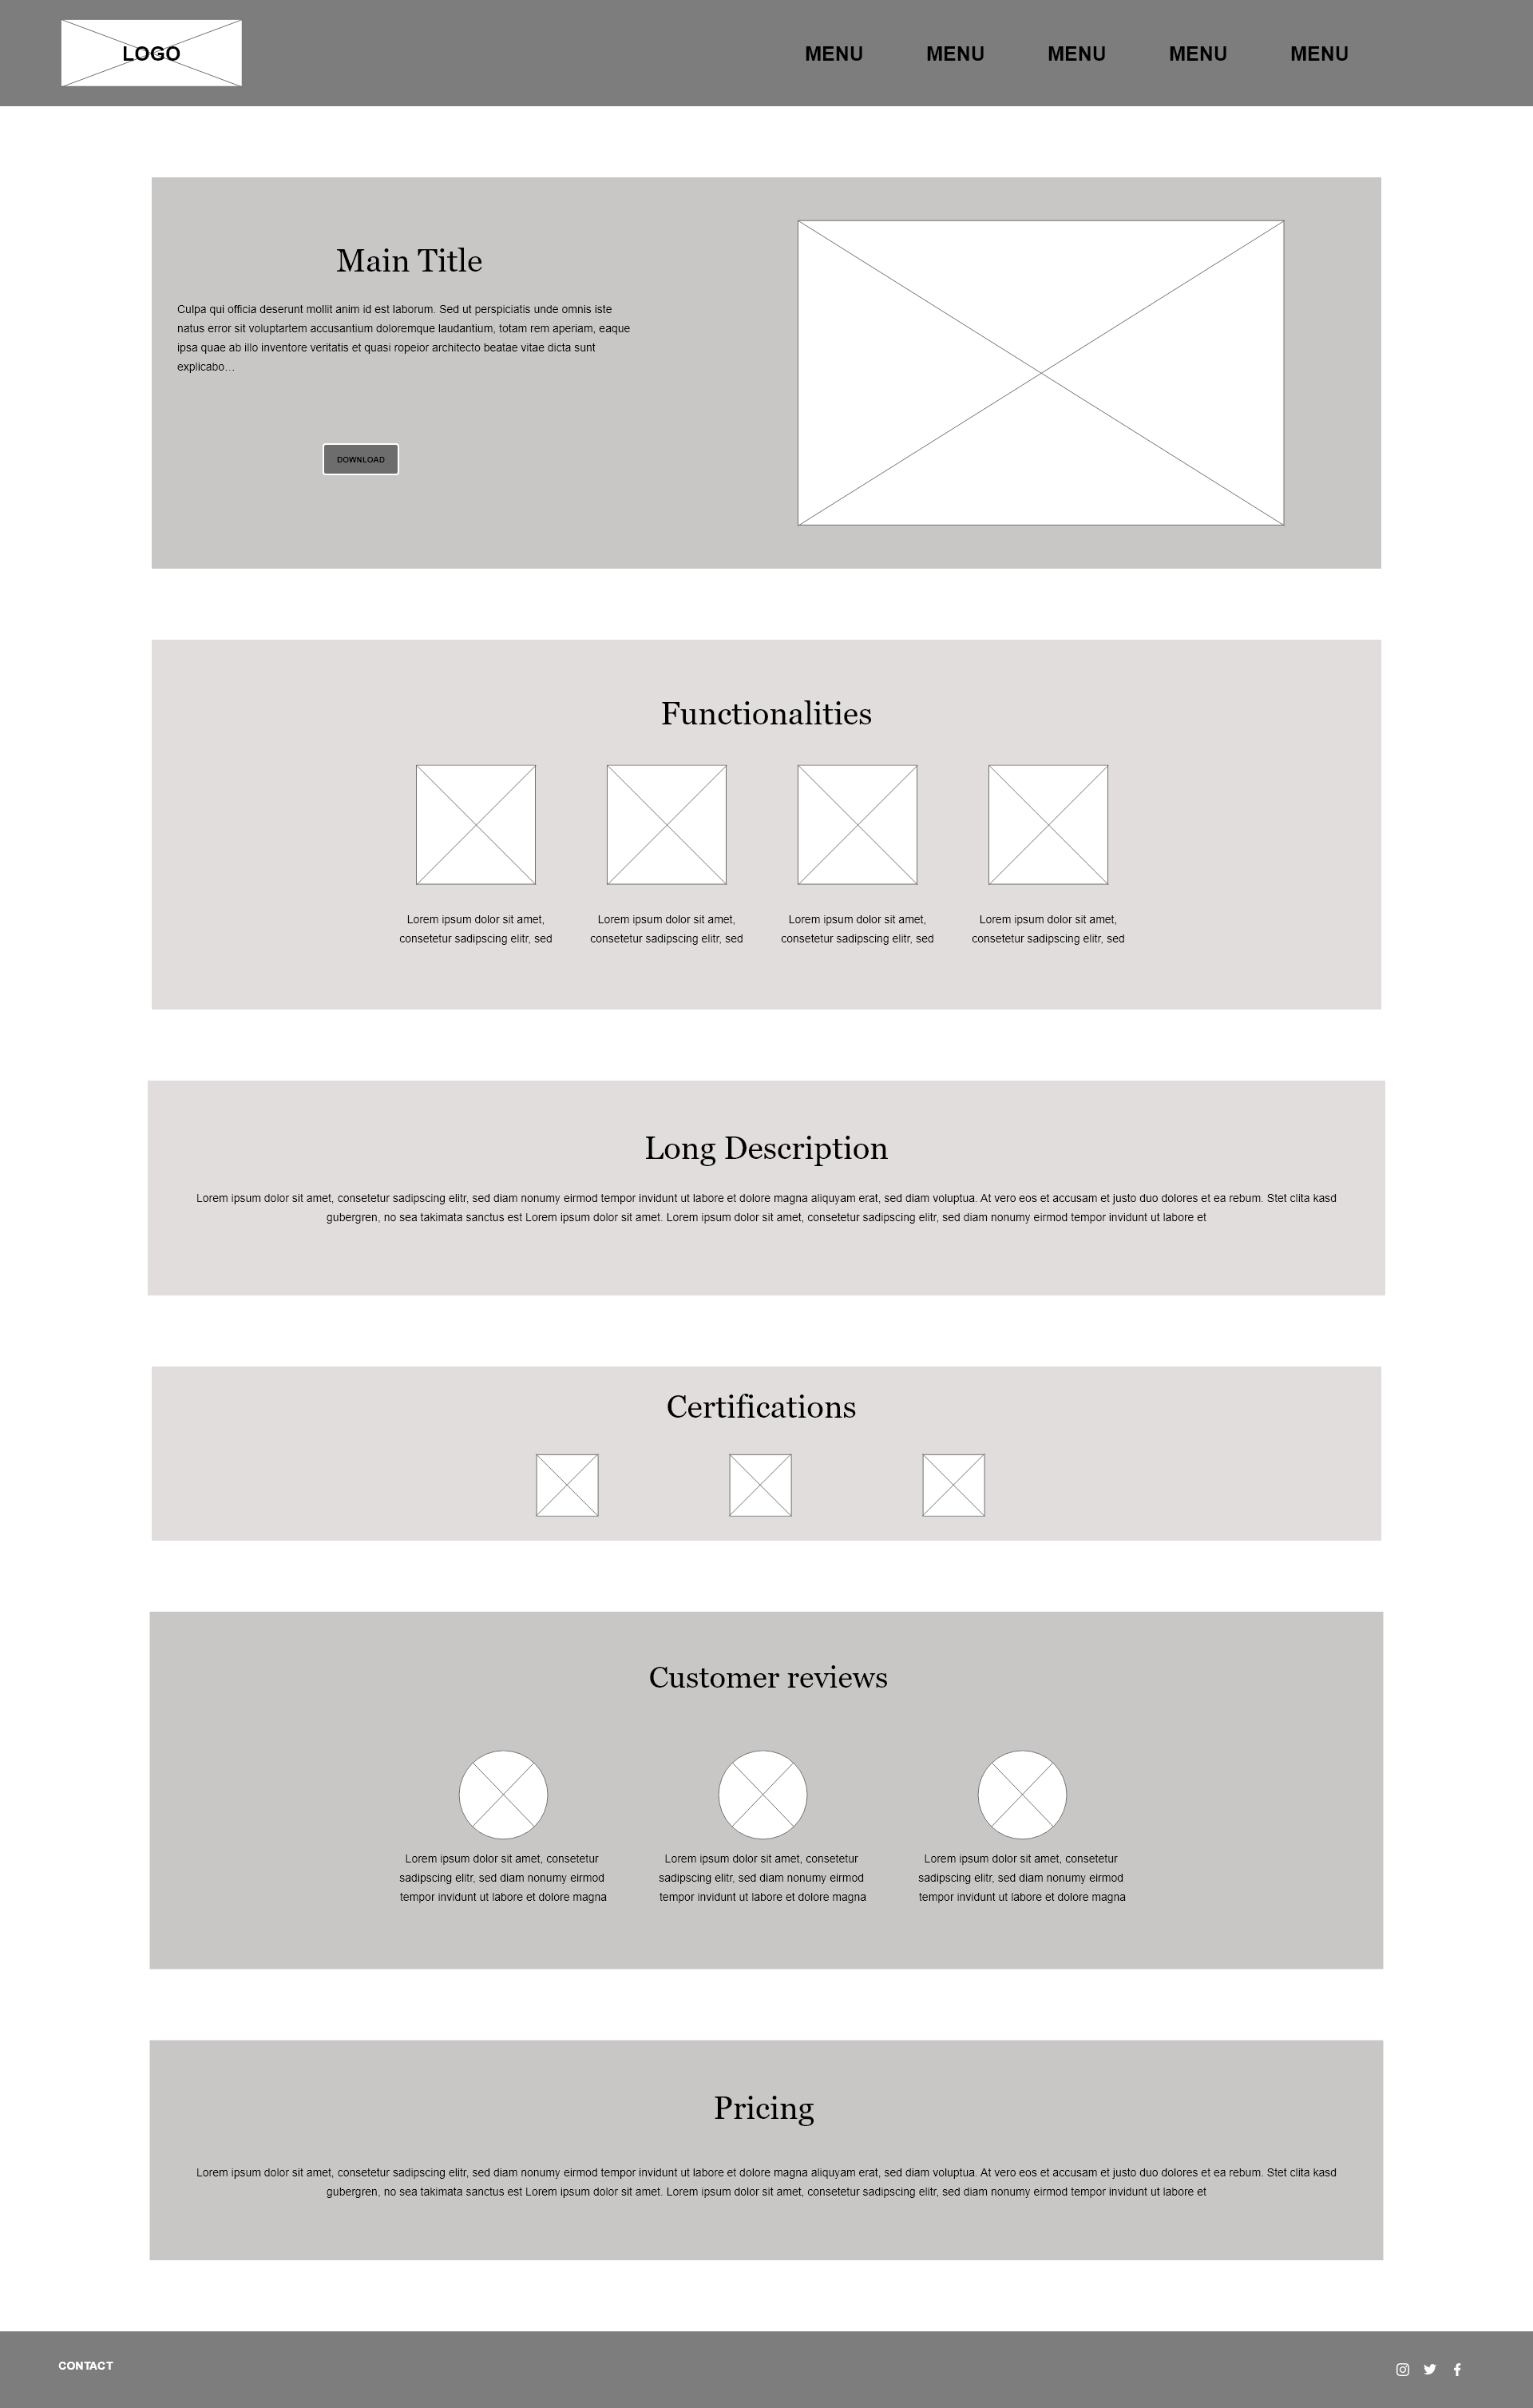 LOGO
MENU MENU MENU MENU MENU
Main Title
Culpa qui officia deserunt mollit anim id est laborum. Sed ut perspiciatis unde omnis iste
natus error sit voluptartem accusantium doloremque laudantium, totam rem aperiam, eaque
ipsa quae ab illo inventore veritatis et quasi ropeior architecto beatae vitae dicta sunt
explicabo…
DOWNLOAD
Functionalities
Lorem ipsum dolor sit amet,
consetetur sadipscing elitr, sed
Lorem ipsum dolor sit amet,
consetetur sadipscing elitr, sed
Lorem ipsum dolor sit amet,
consetetur sadipscing elitr, sed
Lorem ipsum dolor sit amet,
consetetur sadipscing elitr, sed
Long Description
Lorem ipsum dolor sit amet, consetetur sadipscing elitr, sed diam nonumy eirmod tempor invidunt ut labore et dolore magna aliquyam erat, sed diam voluptua. At vero eos et accusam et justo duo dolores et ea rebum. Stet clita kasd
gubergren, no sea takimata sanctus est Lorem ipsum dolor sit amet. Lorem ipsum dolor sit amet, consetetur sadipscing elitr, sed diam nonumy eirmod tempor invidunt ut labore et
Certifications
Customer reviews
Lorem ipsum dolor sit amet, consetetur
sadipscing elitr, sed diam nonumy eirmod
tempor invidunt ut labore et dolore magna
Lorem ipsum dolor sit amet, consetetur
sadipscing elitr, sed diam nonumy eirmod
tempor invidunt ut labore et dolore magna
Lorem ipsum dolor sit amet, consetetur
sadipscing elitr, sed diam nonumy eirmod
tempor invidunt ut labore et dolore magna
Pricing
Lorem ipsum dolor sit amet, consetetur sadipscing elitr, sed diam nonumy eirmod tempor invidunt ut labore et dolore magna aliquyam erat, sed diam voluptua. At vero eos et accusam et justo duo dolores et ea rebum. Stet clita kasd
gubergren, no sea takimata sanctus est Lorem ipsum dolor sit amet. Lorem ipsum dolor sit amet, consetetur sadipscing elitr, sed diam nonumy eirmod tempor invidunt ut labore et
CONTACT